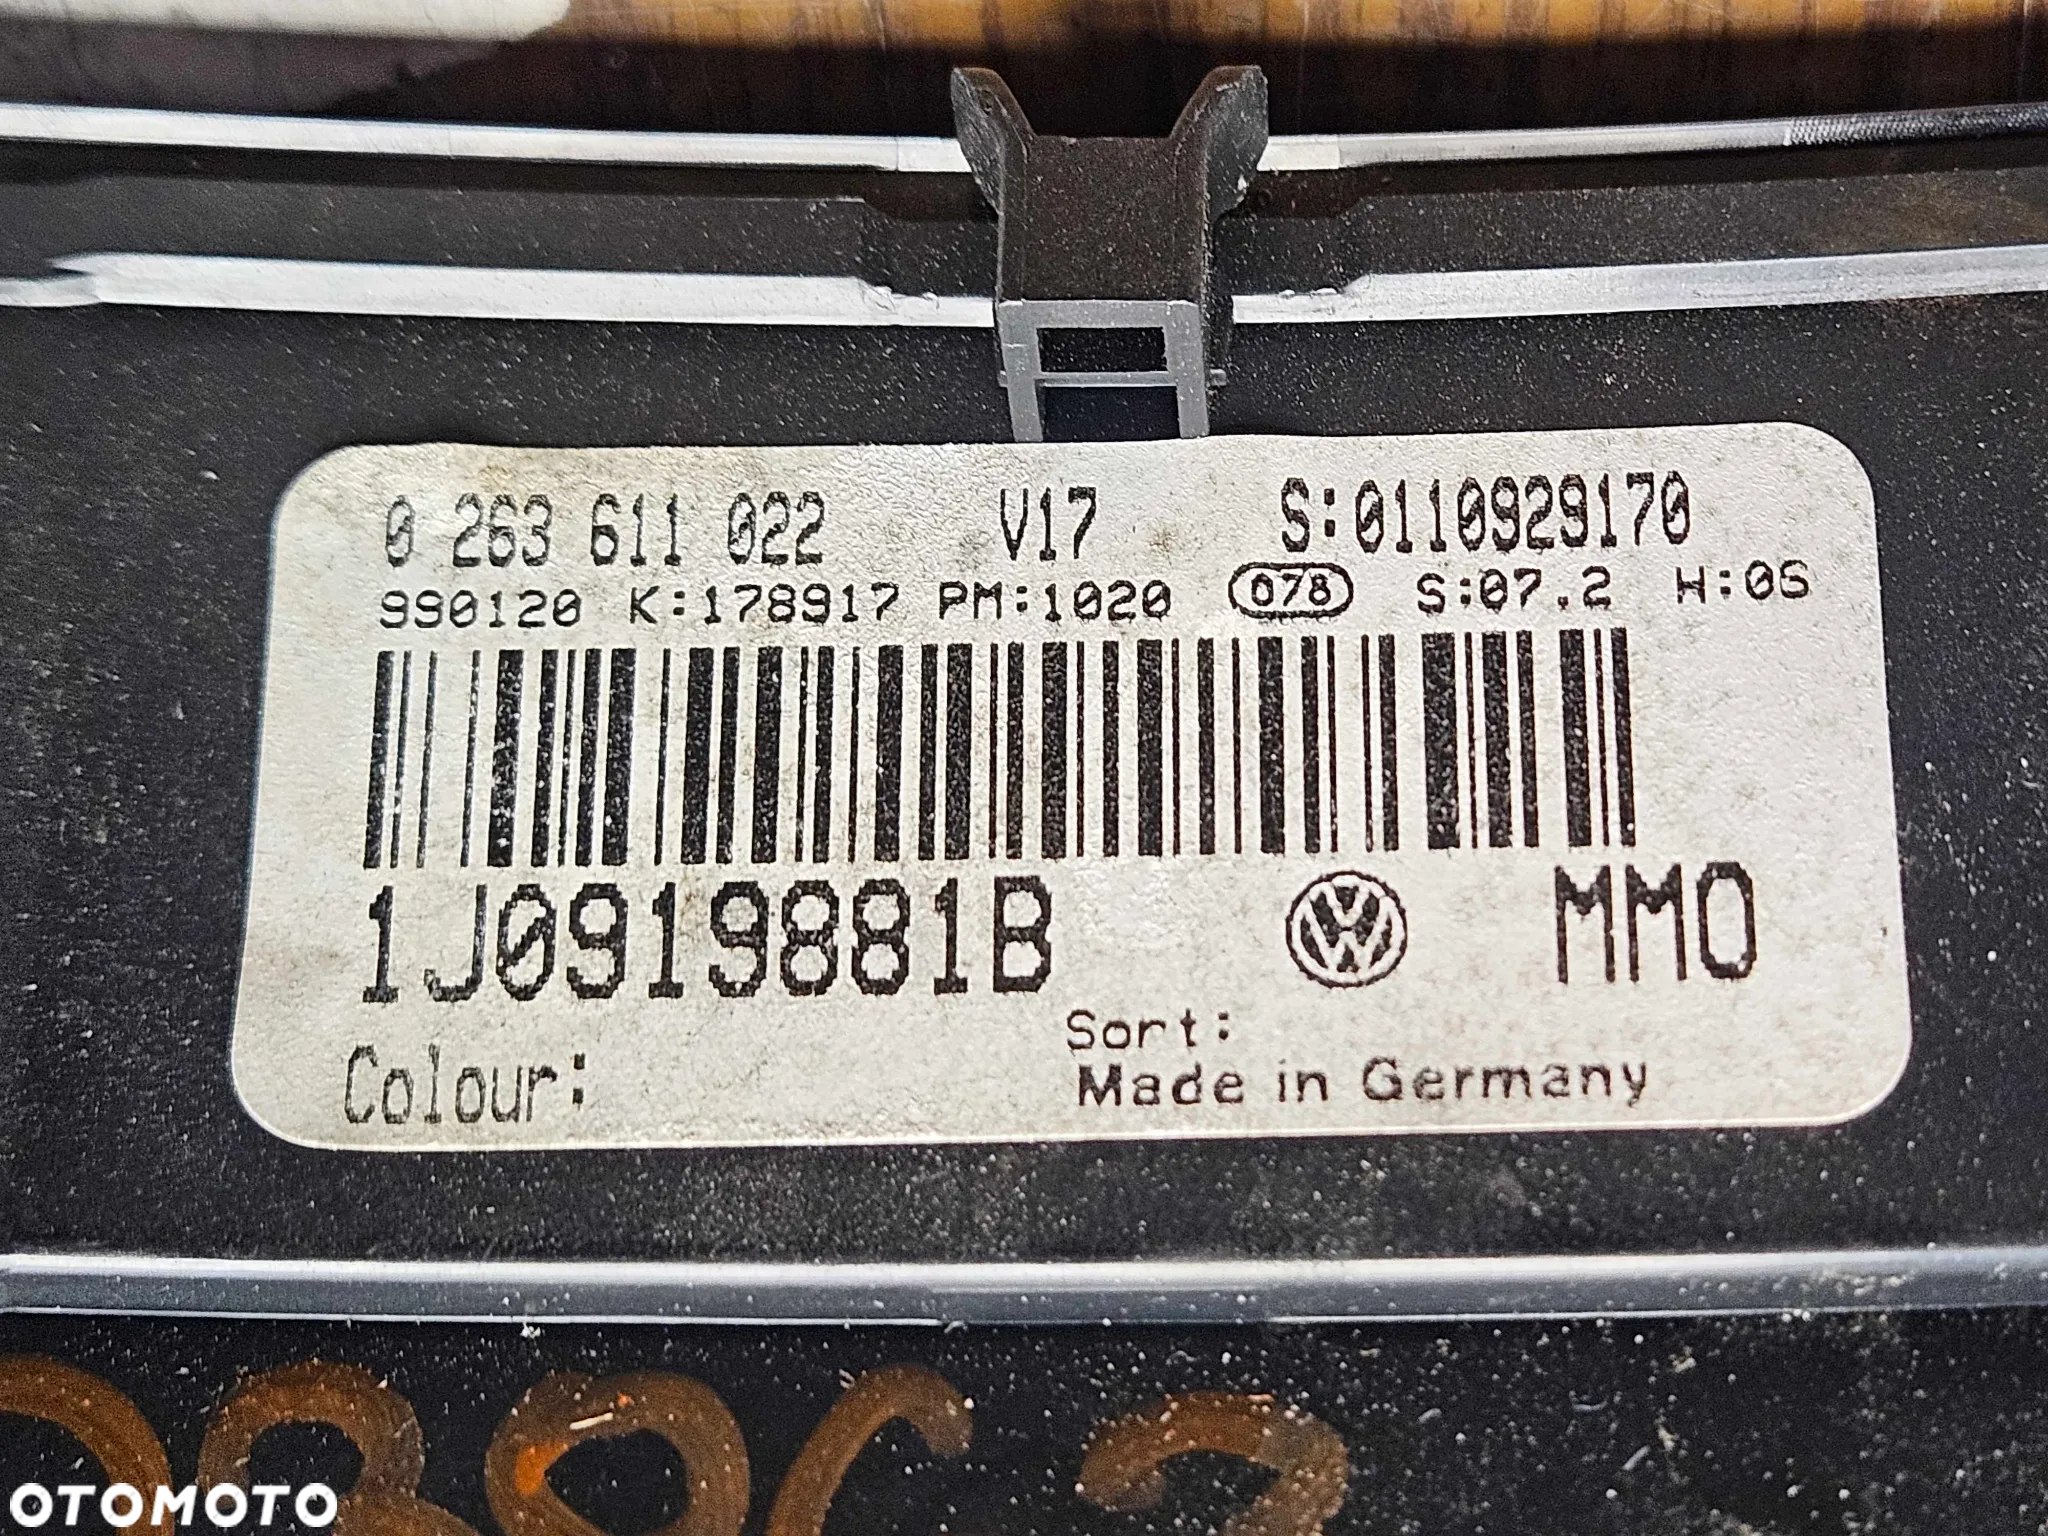 0 263 611 022 V17 S:0110929170
990120 K:178917 PM:1020 078 S:07.2 H:06
1J0919881B MM0
Sort:
Colour: Made in Germany
OTOMOTO